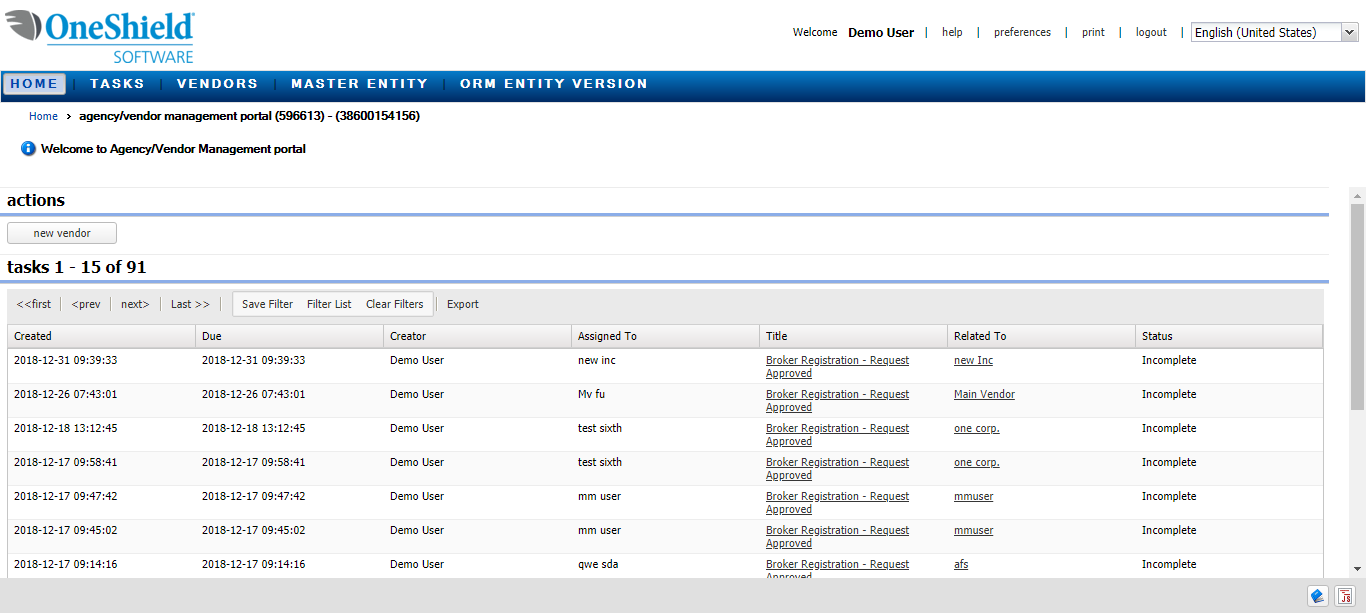 OneShield
SOFTWARE
Welcome Demo User | help | preferences | print | logout | English (United States)
HOME | TASKS | VENDORS | MASTER ENTITY | ORM ENTITY VERSION
Home > agency/vendor management portal (596613) - (38600154156)
Welcome to Agency/Vendor Management portal
actions
new vendor
tasks 1 - 15 of 91
<<first | <prev | next> | Last >> | Save Filter Filter List Clear Filters | Export
Created Due Creator Assigned To Title Related To Status
2018-12-31 09:39:33 2018-12-31 09:39:33 Demo User new inc Broker Registration - Request new Inc Incomplete
Approved
2018-12-26 07:43:01 2018-12-26 07:43:01 Demo User Mv fu Broker Registration - Request Main Vendor Incomplete
Approved
2018-12-18 13:12:45 2018-12-18 13:12:45 Demo User test sixth Broker Registration - Request one corp. Incomplete
Approved
2018-12-17 09:58:41 2018-12-17 09:58:41 Demo User test sixth Broker Registration - Request one corp. Incomplete
Approved
2018-12-17 09:47:42 2018-12-17 09:47:42 Demo User mm user Broker Registration - Request mmuser Incomplete
Approved
2018-12-17 09:45:02 2018-12-17 09:45:02 Demo User mm user Broker Registration - Request mmuser Incomplete
Approved
2018-12-17 09:14:16 2018-12-17 09:14:16 Demo User qwe sda Broker Registration - Request afs Incomplete
Approved
JS